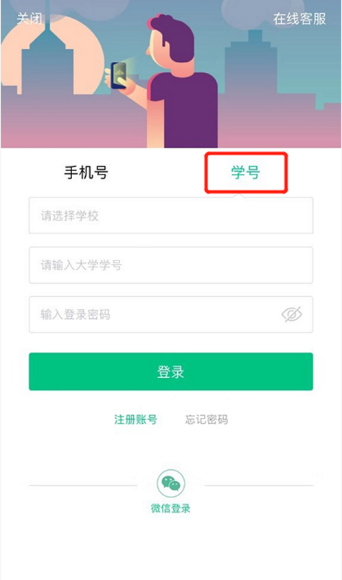 关闭 在线客服
手机号 学号
请选择学校
请输入大学学号
输入登录密码
登录
注册账号 忘记密码
微信登录